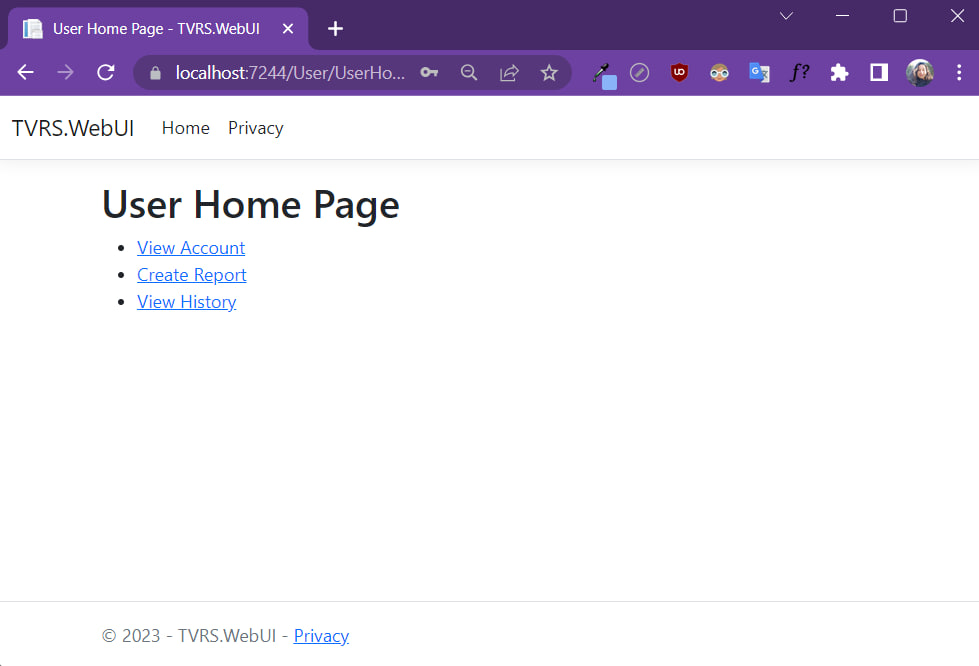 User Home Page - TVRS.WebUI
localhost:7244/User/UserHo...
f?
TVRS.WebUI Home Privacy
User Home Page
View Account
Create Report
View History
© 2023 - TVRS.WebUI - Privacy